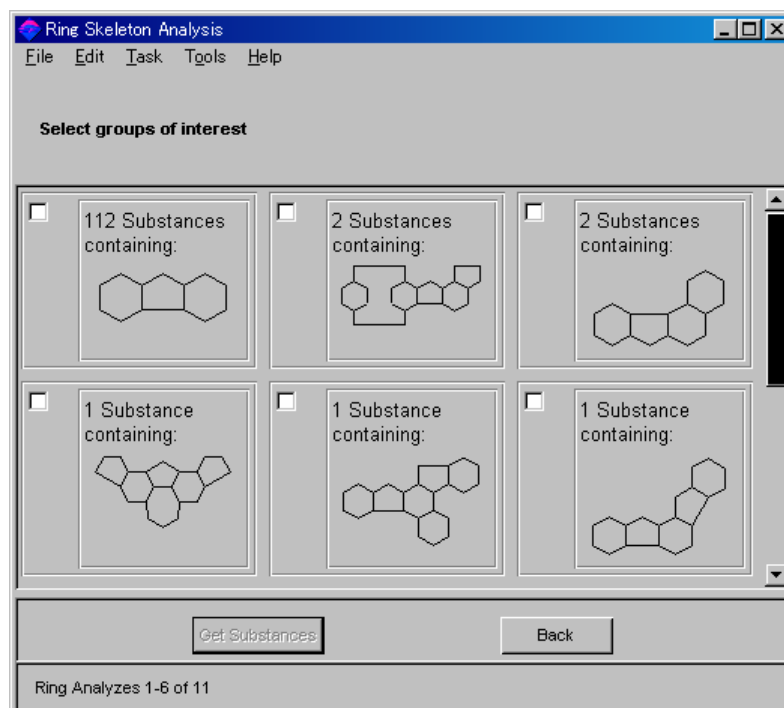 Ring Skeleton Analysis
File Edit Task Tools Help
Select groups of interest
112 Substances
containing:
2 Substances
containing:
2 Substances
containing:
1 Substance
containing:
1 Substance
containing:
1 Substance
containing:
Get Substances
Back
Ring Analyzes 1-6 of 11